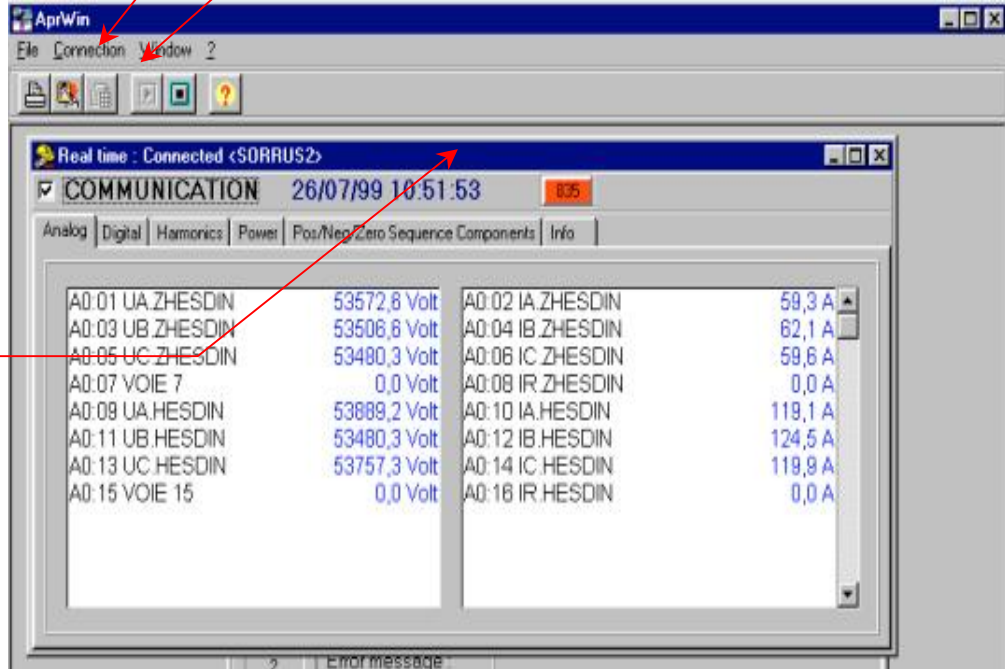 AprWin
File Connection Window ?
Real time : Connected <SORRUS2>
COMMUNICATION 26/07/99 10:51:53 835
Analog Digital Harmonics Power Pos/Neg/Zero Sequence Components Info
A0:01 UA.ZHESDIN 53572,6 Volt A0:02 IA.ZHESDIN 59,3 A
A0:03 UB.ZHESDIN 53506,6 Volt A0:04 IB.ZHESDIN 62,1 A
A0:05 UC.ZHESDIN 53480,3 Volt A0:06 IC.ZHESDIN 59,6 A
A0:07 VOIE 7 0,0 Volt A0:08 IR.ZHESDIN 0,0 A
A0:09 UA.HESDIN 53889,2 Volt A0:10 IA.HESDIN 119,1 A
A0:11 UB.HESDIN 53480,3 Volt A0:12 IB.HESDIN 124,5 A
A0:13 UC.HESDIN 53757,3 Volt A0:14 IC.HESDIN 119,9 A
A0:15 VOIE 15 0,0 Volt A0:16 IR.HESDIN 0,0 A
? Error message :